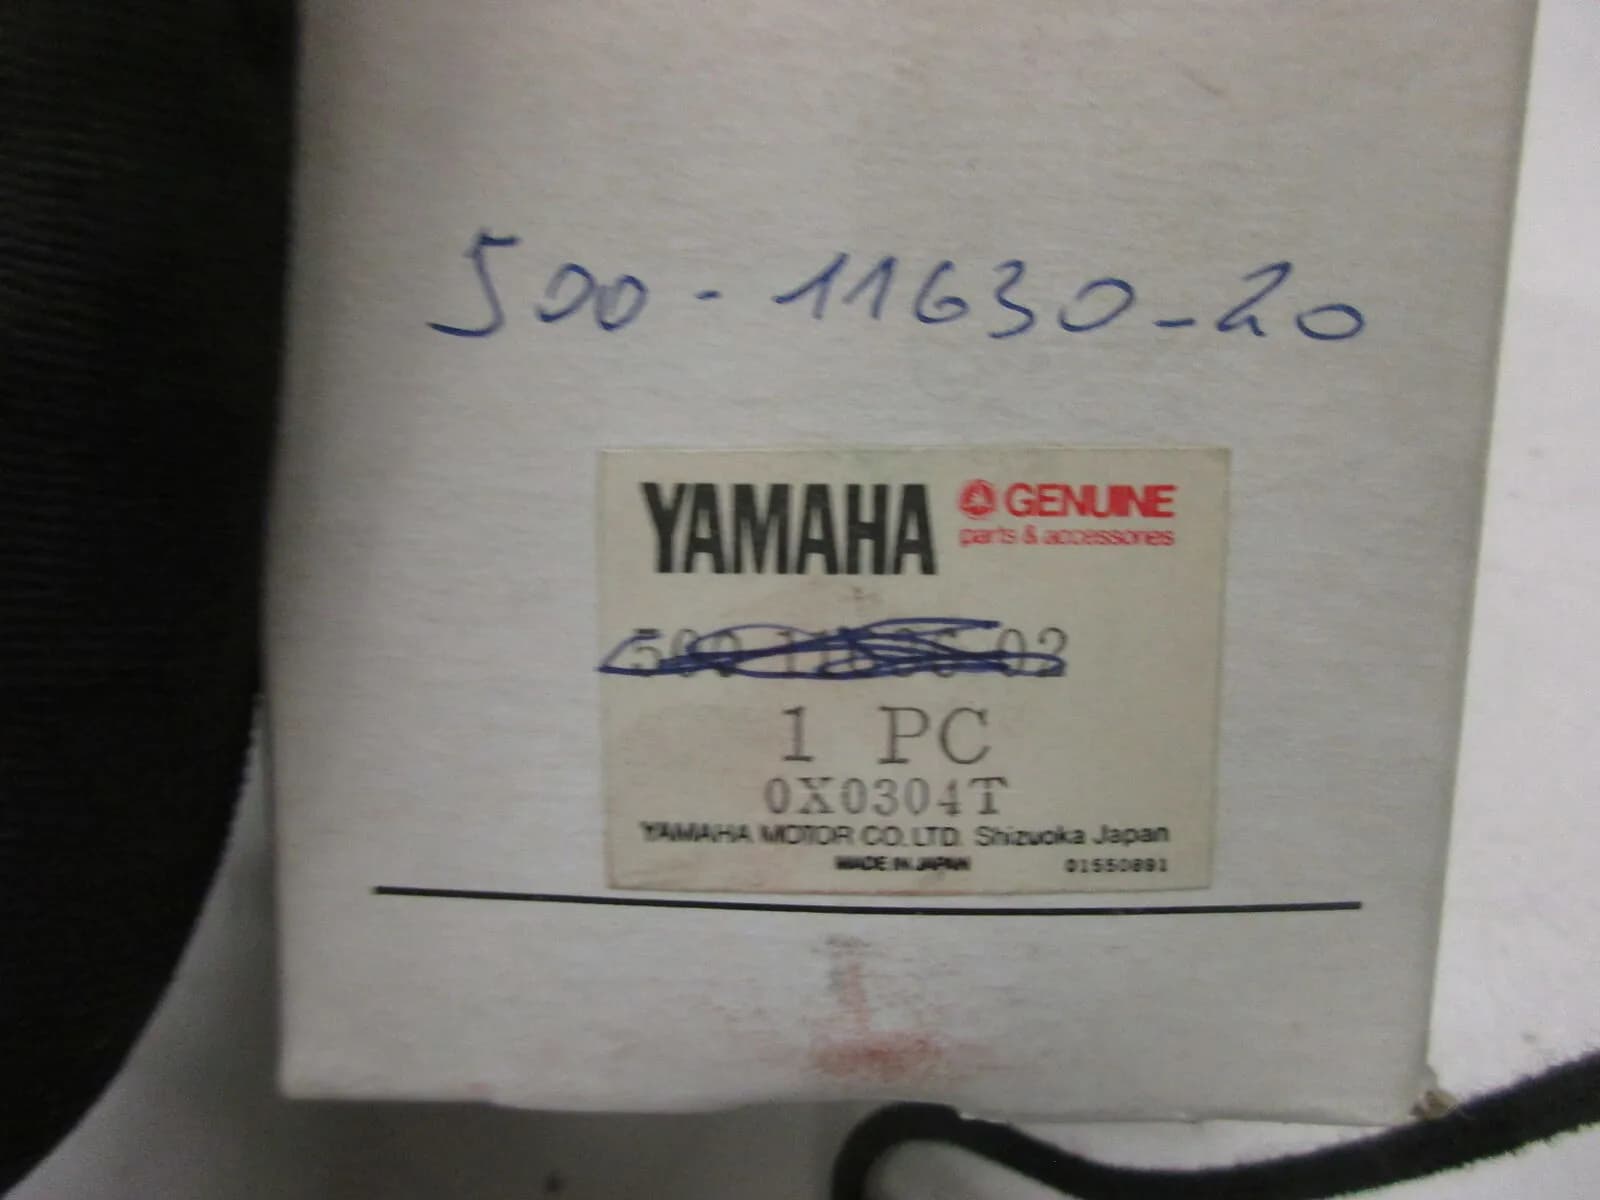 500-11630-20
YAMAHA
GENUINE
parts & accessories
1 PC
0X0304T
YAMAHA MOTOR CO.,LTD. Shizuoka Japan
MADE IN JAPAN 01550891